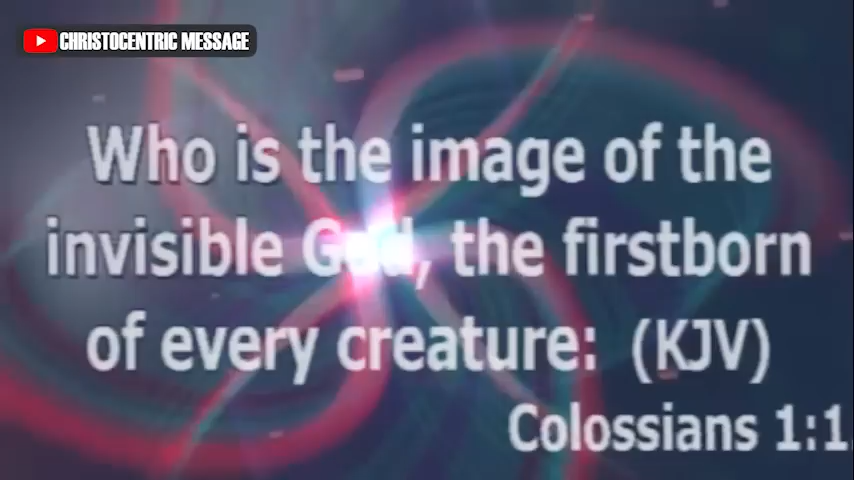 CHRISTOCENTRIC MESSAGE
Who is the image of the
invisible God, the firstborn
of every creature: (KJV)
Colossians 1:1